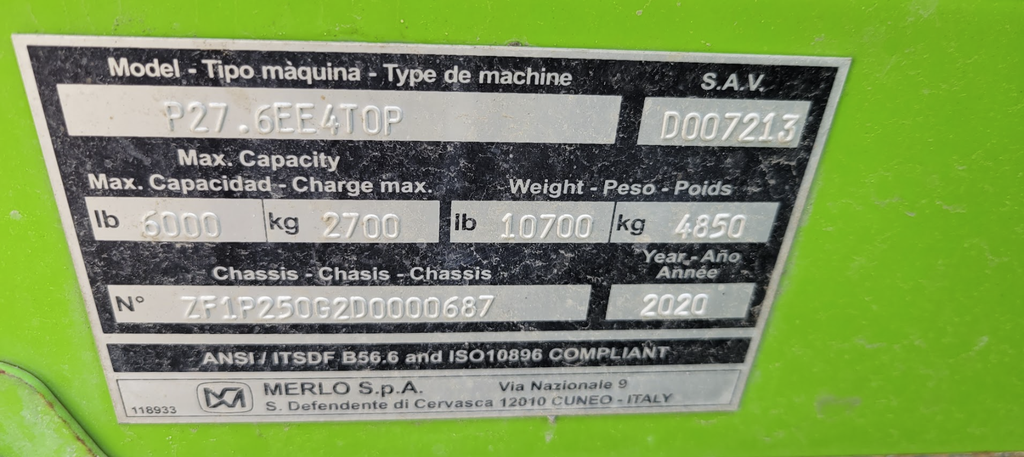 Model - Tipo màquina - Type de machine S.A.V.
P27.6EE4TOP D007213
Max. Capacity
Max. Capacidad - Charge max. Weight - Peso - Poids
lb 6000 kg 2700 lb 10700 kg 4850
Year - Año
Chassis - Chasis - Chassis Année
N° ZF1P250G2D0000687 2020
ANSI / ITSDF B56.6 and ISO10896 COMPLIANT
MERLO S.p.A. Via Nazionale 9
118933 S. Defendente di Cervasca 12010 CUNEO - ITALY